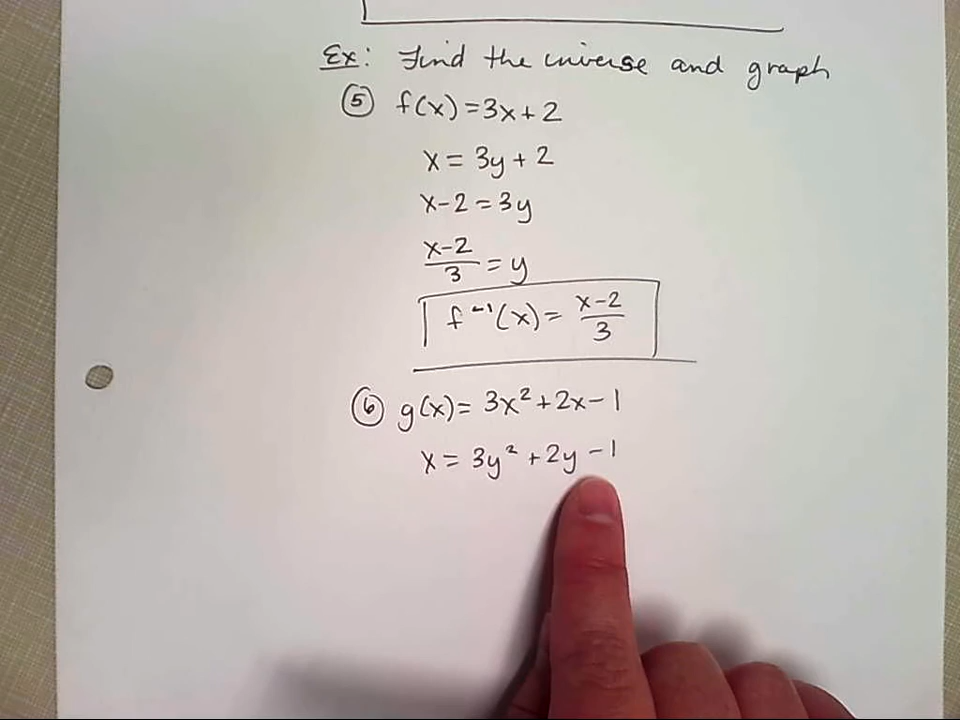 Ex: Find the inverse and graph
⑤ f(x)=3x+2
x = 3y + 2
x-2 = 3y
x-2/3 = y
f⁻¹(x) = x-2/3
⑥ g(x) = 3x²+2x-1
x = 3y² + 2y -1